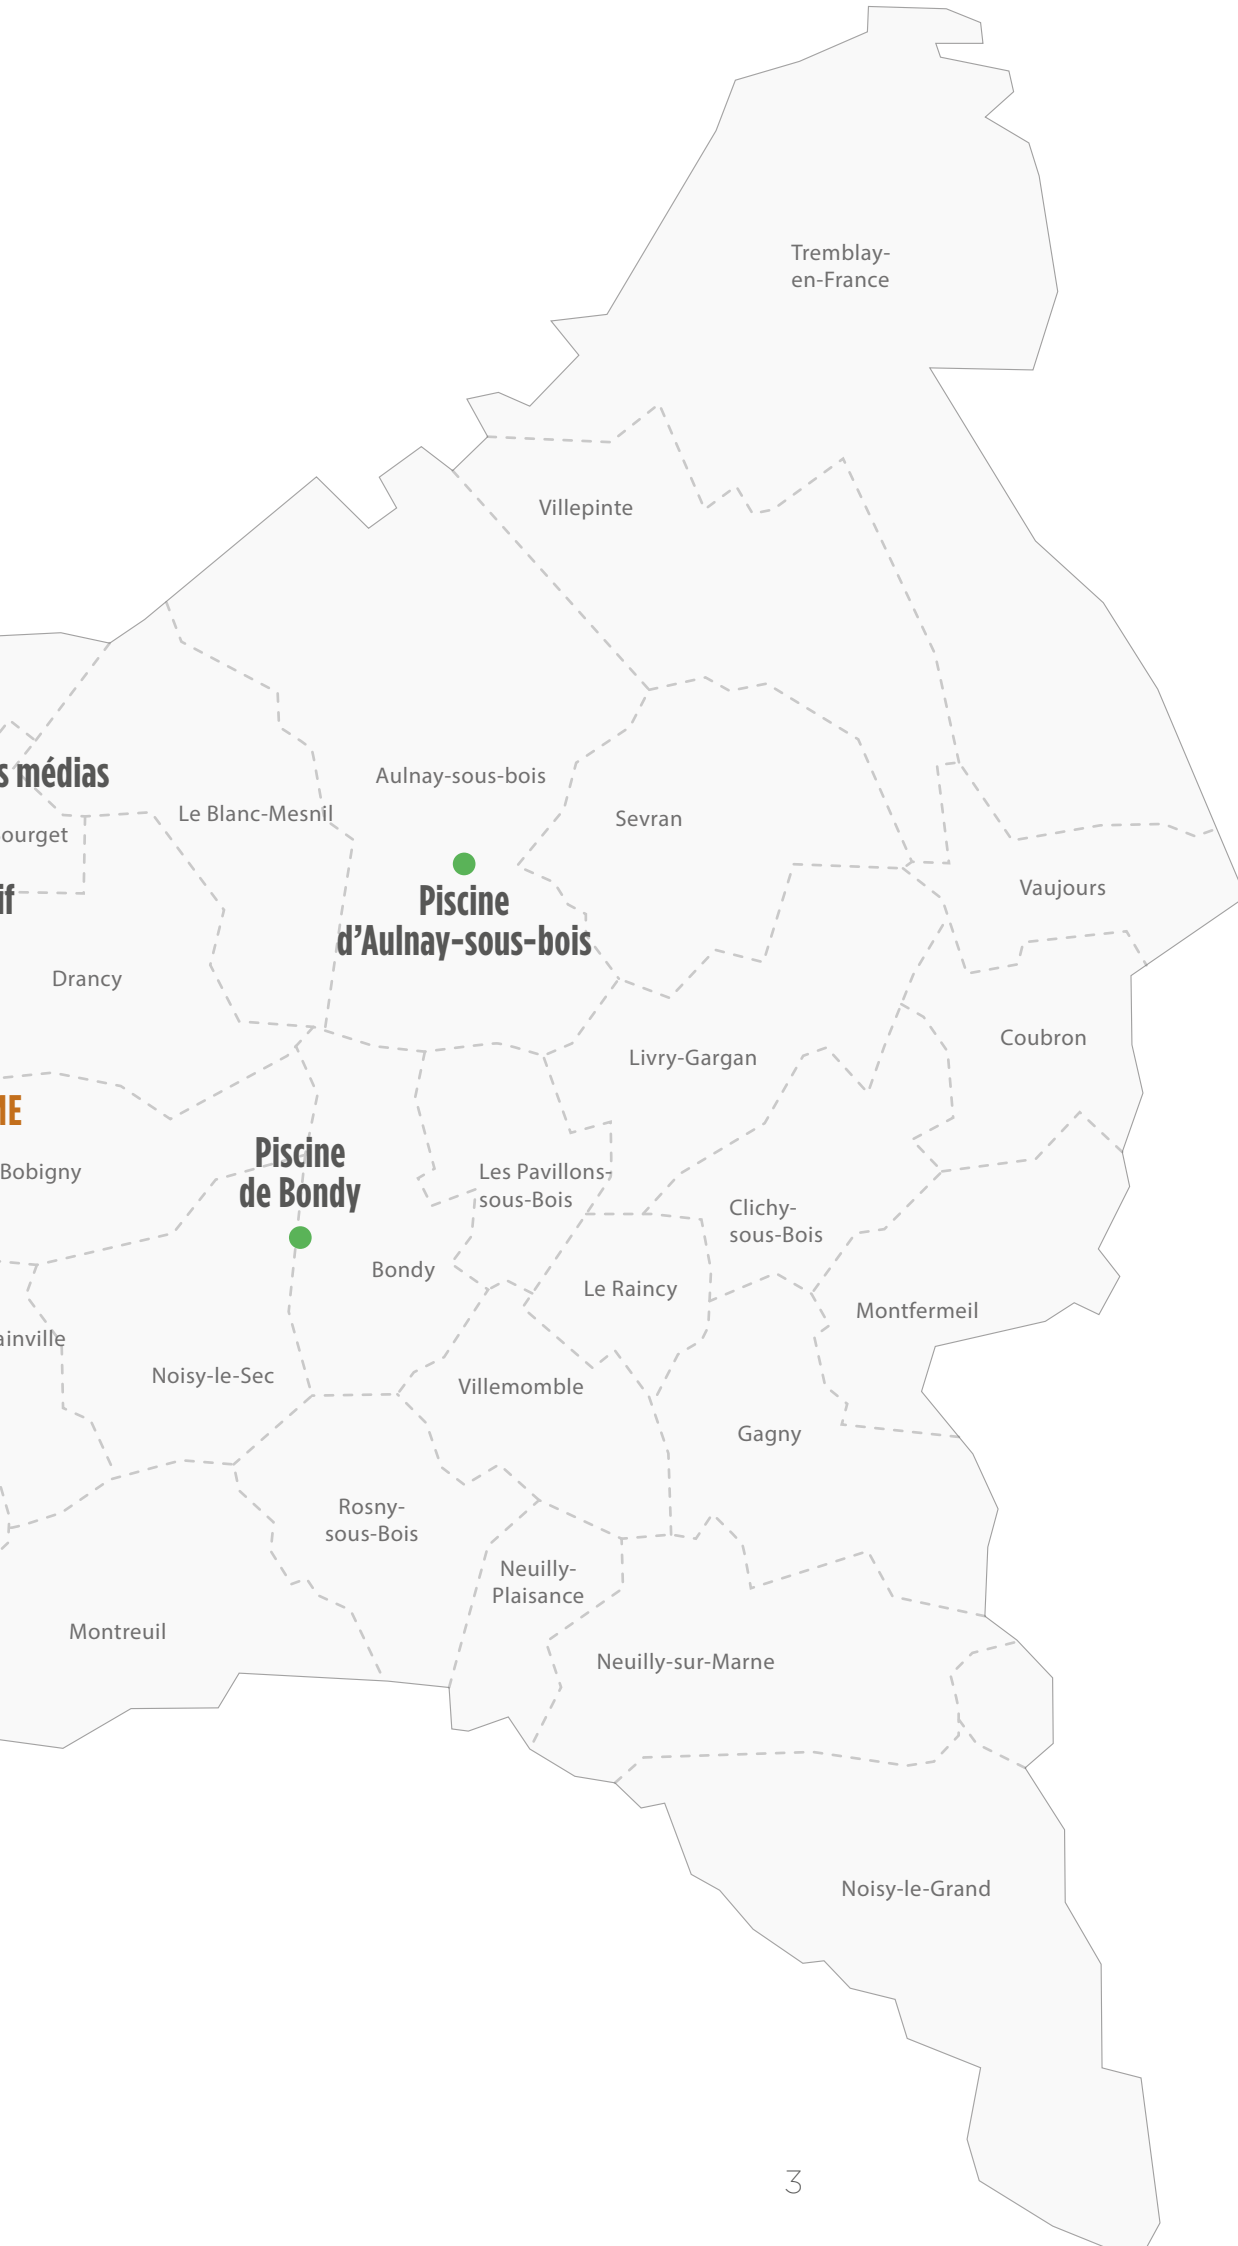 Tremblay-
en-France
Villepinte
s médias
Aulnay-sous-bois
Le Blanc-Mesnil
Sevran
ourget
Vaujours
if
Piscine
d’Aulnay-sous-bois
Drancy
Coubron
Livry-Gargan
ME
Piscine
de Bondy
Bobigny
Les Pavillons-
sous-Bois
Clichy-
sous-Bois
Bondy
Le Raincy
Montfermeil
ainville
Noisy-le-Sec
Villemomble
Gagny
Rosny-
sous-Bois
Neuilly-
Plaisance
Montreuil
Neuilly-sur-Marne
Noisy-le-Grand
3